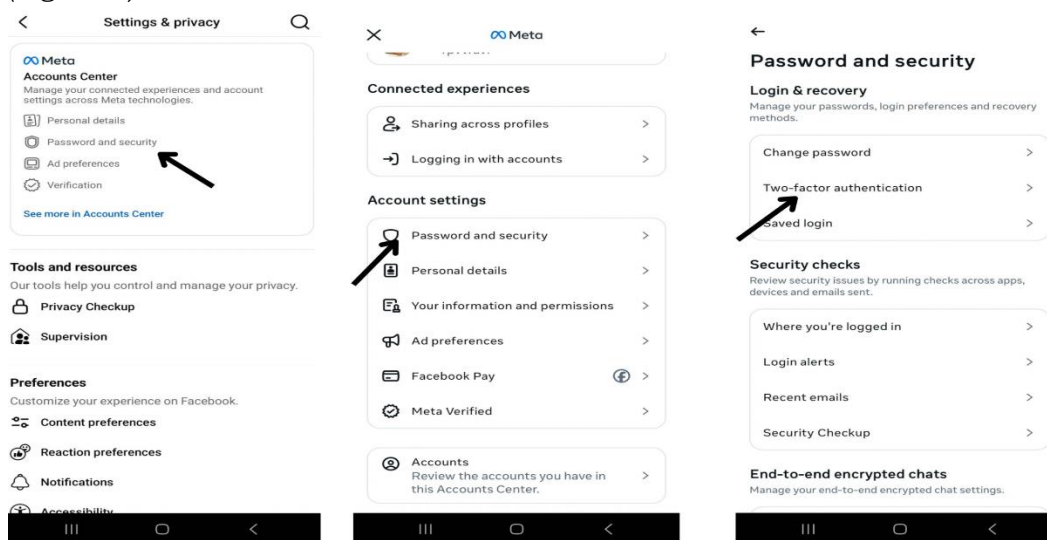 Settings & privacy
Meta
Accounts Center
Manage your connected experiences and account
settings across Meta technologies.
Personal details
Password and security
Ad preferences
Verification
See more in Accounts Center
Tools and resources
Our tools help you control and manage your privacy.
Privacy Checkup
Supervision
Preferences
Customize your experience on Facebook.
Content preferences
Reaction preferences
Notifications
Accessibility
Meta
Connected experiences
Sharing across profiles
Logging in with accounts
Account settings
Password and security
Personal details
Your information and permissions
Ad preferences
Facebook Pay
Meta Verified
Accounts
Review the accounts you have in
this Accounts Center.
Password and security
Login & recovery
Manage your passwords, login preferences and recovery
methods.
Change password
Two-factor authentication
Saved login
Security checks
Review security issues by running checks across apps,
devices and emails sent.
Where you're logged in
Login alerts
Recent emails
Security Checkup
End-to-end encrypted chats
Manage your end-to-end encrypted chat settings.